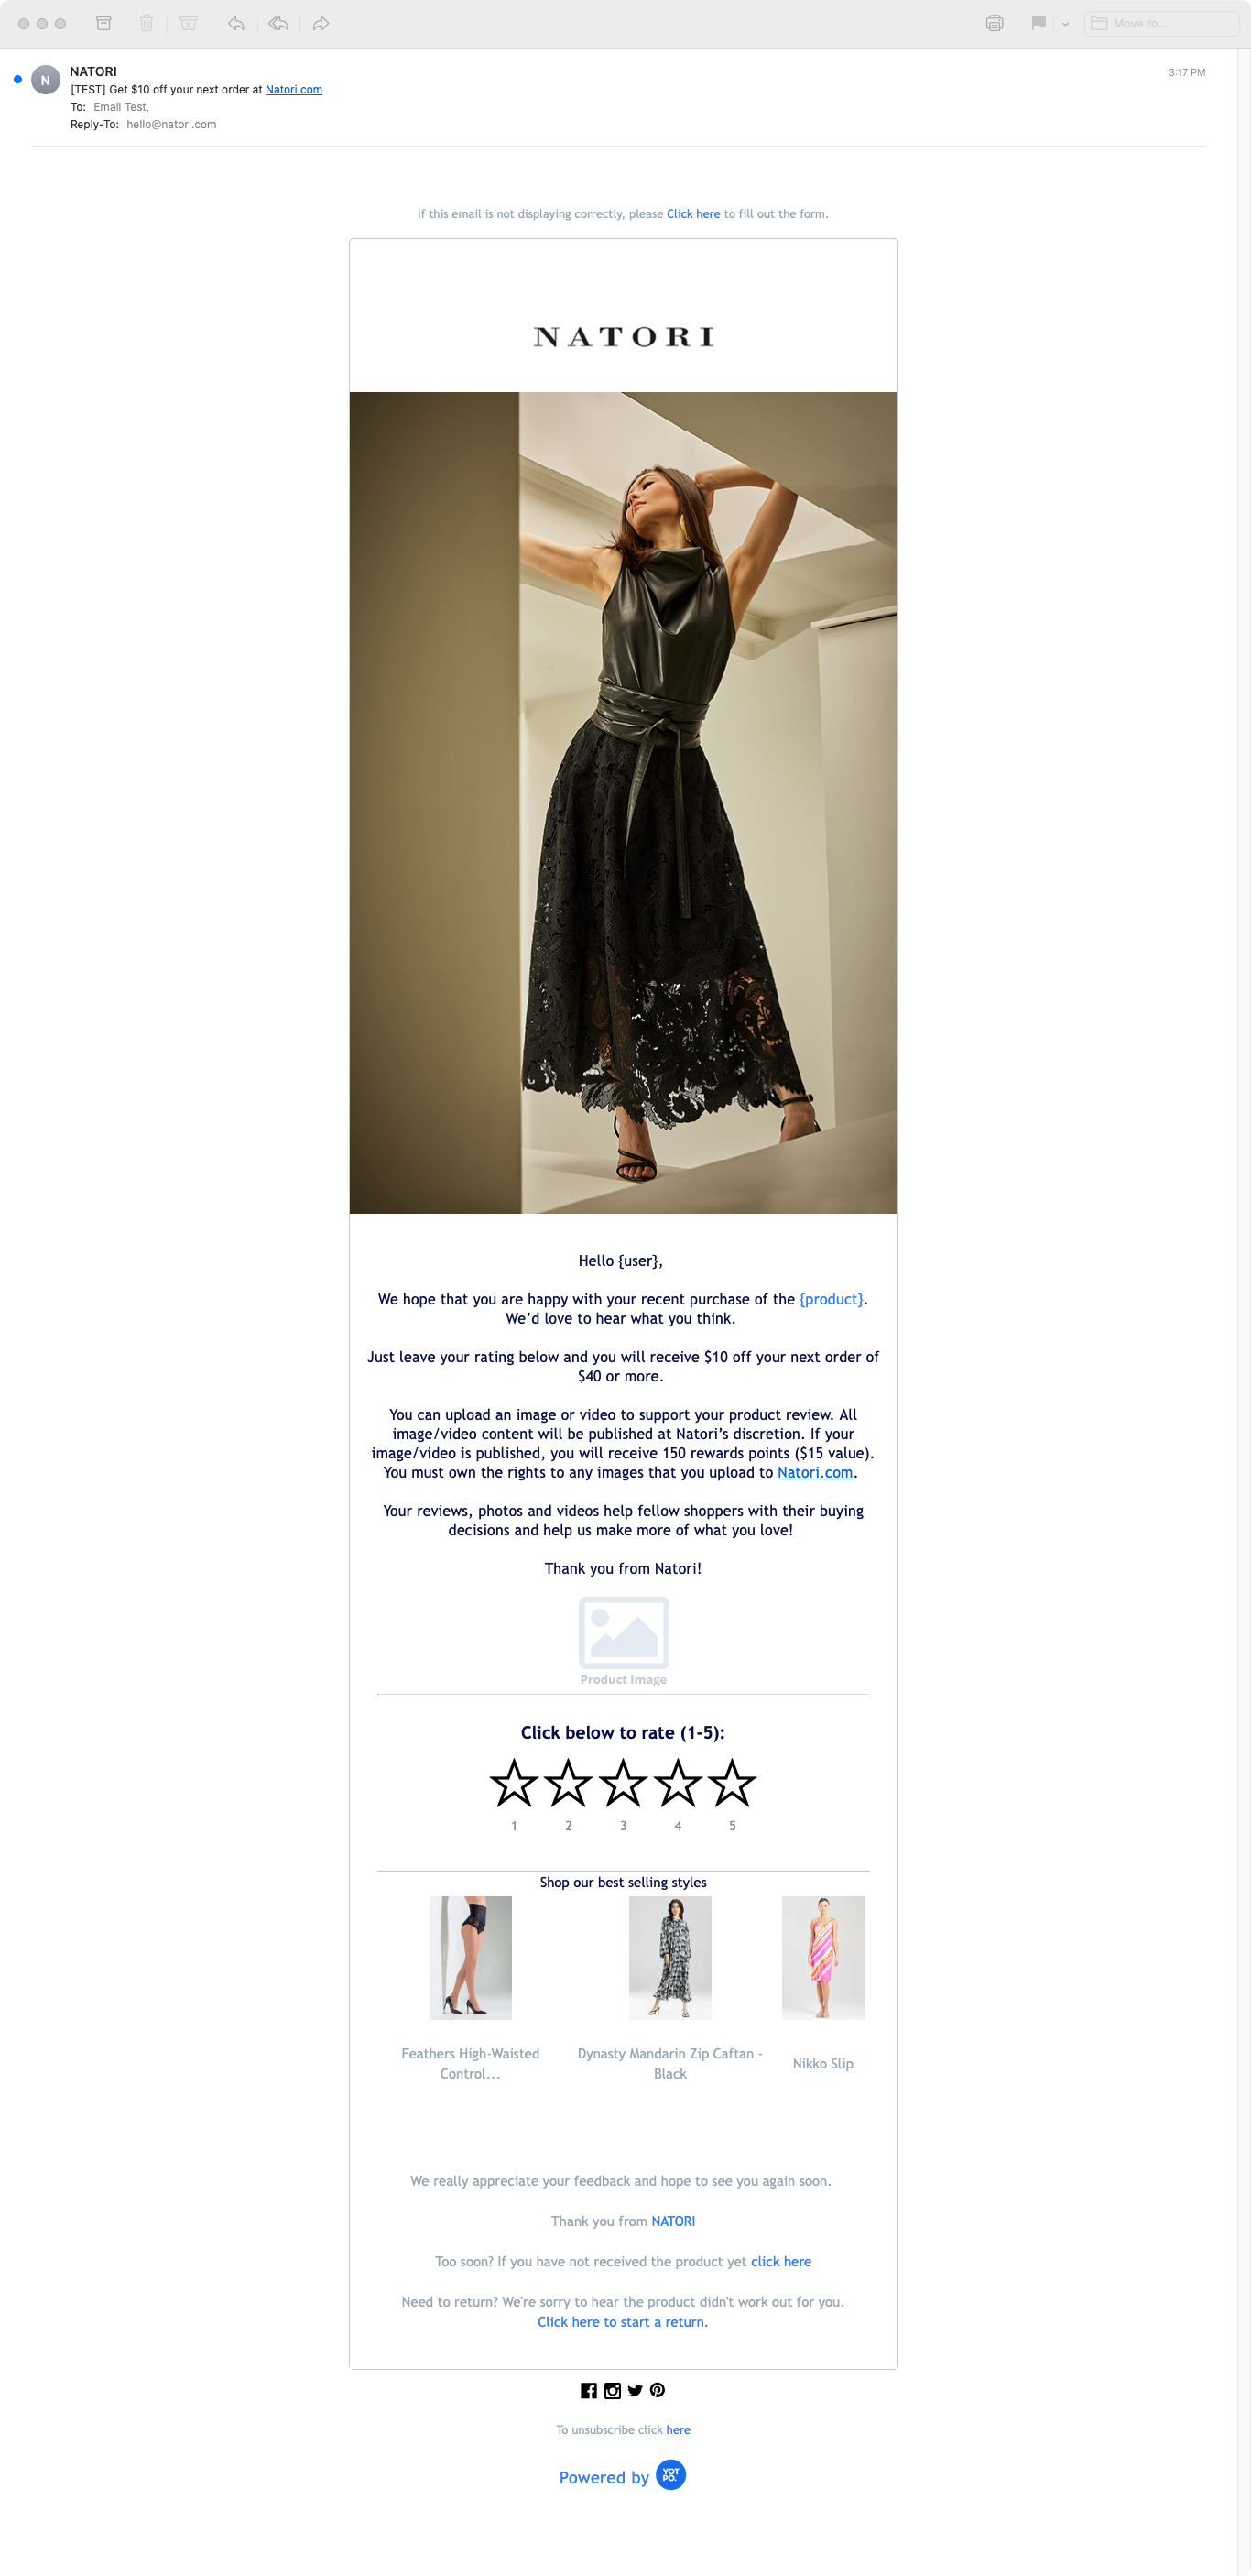 Move to...
N
NATORI
3:17 PM
[TEST] Get $10 off your next order at Natori.com
To: Email Test,
Reply-To: hello@natori.com
If this email is not displaying correctly, please Click here to fill out the form.
NATORI
Hello {user},
We hope that you are happy with your recent purchase of the {product}.
We’d love to hear what you think.
Just leave your rating below and you will receive $10 off your next order of
$40 or more.
You can upload an image or video to support your product review. All
image/video content will be published at Natori’s discretion. If your
image/video is published, you will receive 150 rewards points ($15 value).
You must own the rights to any images that you upload to Natori.com.
Your reviews, photos and videos help fellow shoppers with their buying
decisions and help us make more of what you love!
Thank you from Natori!
Product Image
Click below to rate (1-5):
1 2 3 4 5
Shop our best selling styles
Feathers High-Waisted
Control...
Dynasty Mandarin Zip Caftan -
Black
Nikko Slip
We really appreciate your feedback and hope to see you again soon.
Thank you from NATORI
Too soon? If you have not received the product yet click here
Need to return? We're sorry to hear the product didn't work out for you.
Click here to start a return.
To unsubscribe click here
Powered by YOTPO.